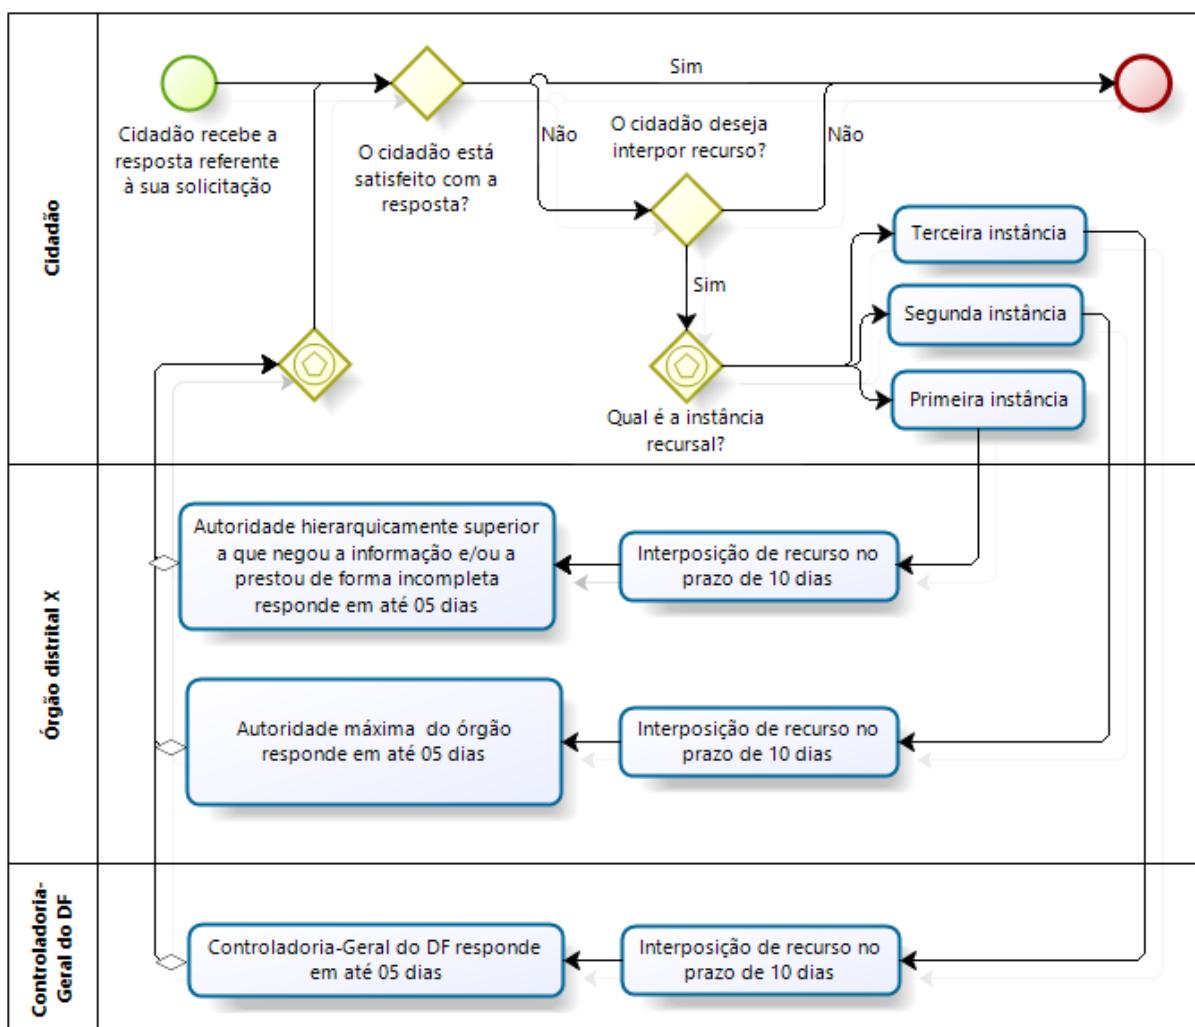 Cidadão
Cidadão recebe a
resposta referente
à sua solicitação
O cidadão está
satisfeito com a
resposta?
Sim
Não
O cidadão deseja
interpor recurso?
Não
Sim
Qual é a instância
recursal?
Terceira instância
Segunda instância
Primeira instância
Órgão distrital X
Autoridade hierarquicamente superior
a que negou a informação e/ou a
prestou de forma incompleta
responde em até 05 dias
Interposição de recurso no
prazo de 10 dias
Autoridade máxima do órgão
responde em até 05 dias
Interposição de recurso no
prazo de 10 dias
Controladoria-
Geral do DF
Controladoria-Geral do DF responde
em até 05 dias
Interposição de recurso no
prazo de 10 dias